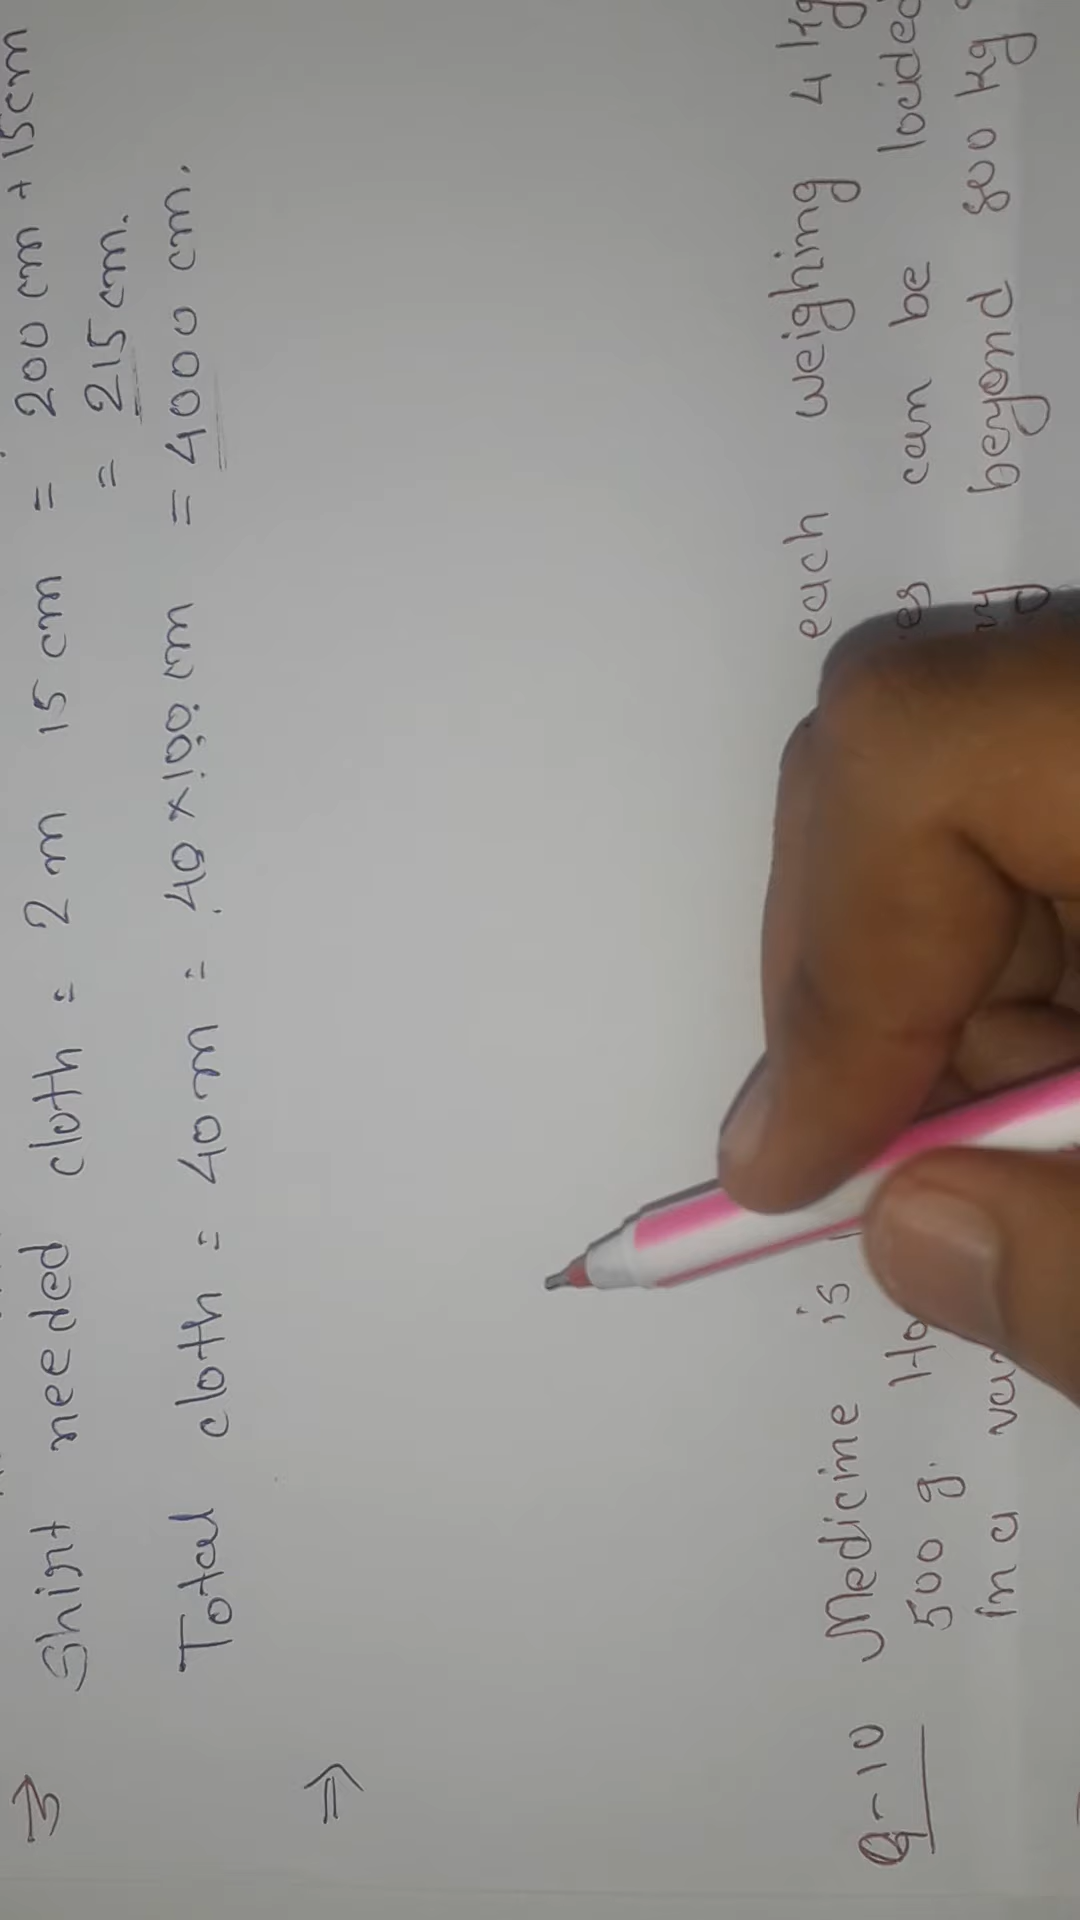 ⇒ Shirt needed cloth = 2 m 15 cm = 200 cm + 15 cm
= 215 cm.
Total cloth = 40 m = 40 × 100 cm = 4000 cm.
⇒
Q-10 Medicine is each weighing 4 kg
500 g. can be loaded
in a beyond 800 kg